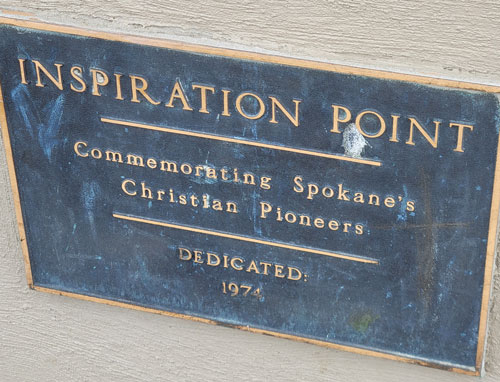 INSPIRATION POINT
Commemorating Spokane's
Christian Pioneers
DEDICATED:
1974